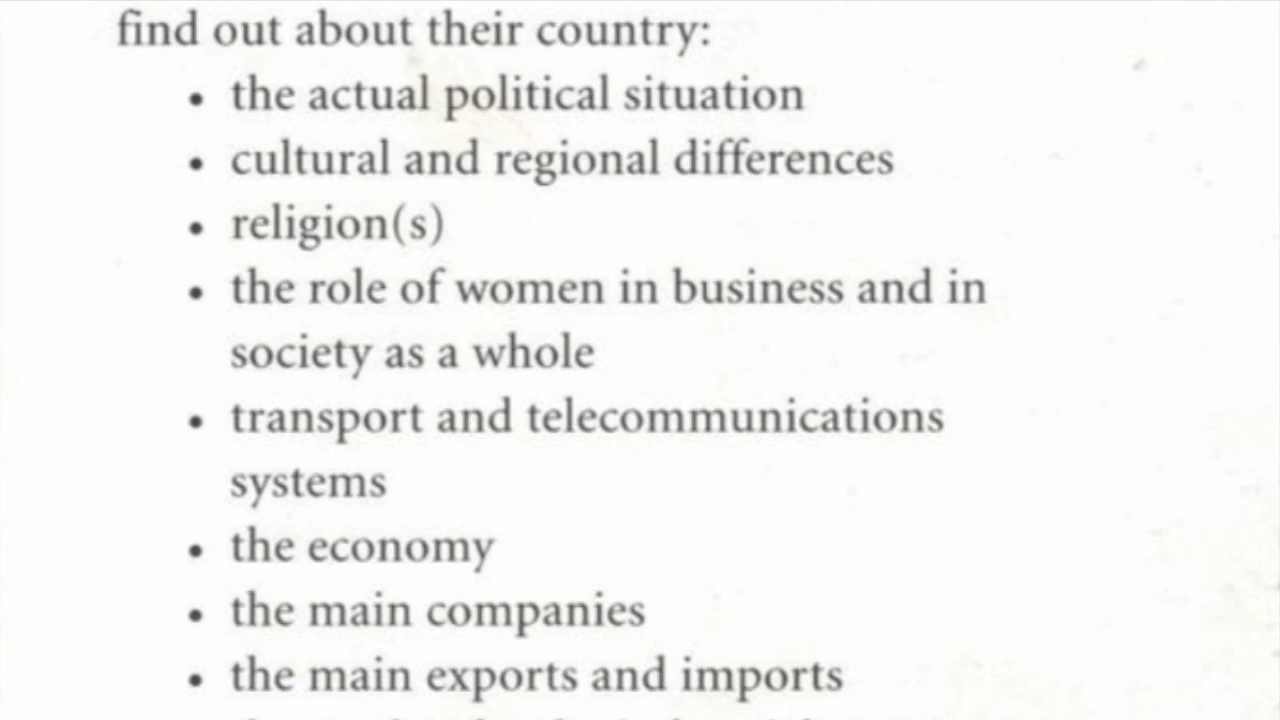 find out about their country:
• the actual political situation
• cultural and regional differences
• religion(s)
• the role of women in business and in
society as a whole
• transport and telecommunications
systems
• the economy
• the main companies
• the main exports and imports